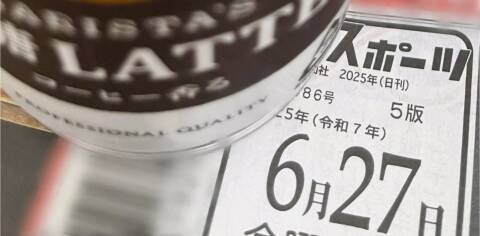 BARISTA'S
LATTE
コーヒー香る
PROFESSIONAL QUALITY
スポーツ
社 2025年(日刊)
86号 5版
5年(令和7年)
6月27日